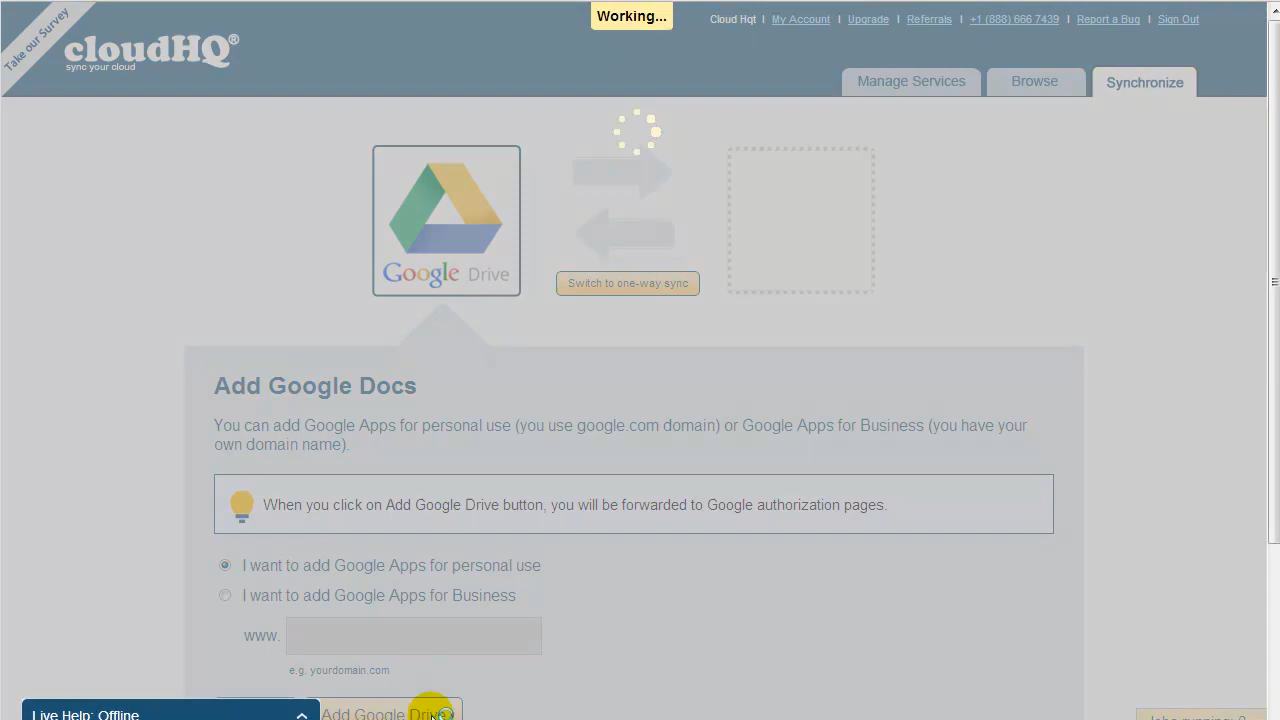 Working...
Take our Survey
Cloud Hqt | My Account | Upgrade | Referrals | +1 (888) 666 7439 | Report a Bug | Sign Out
cloudHQ®
sync your cloud
Manage Services
Browse
Synchronize
Google Drive
Switch to one-way sync
Add Google Docs
You can add Google Apps for personal use (you use google.com domain) or Google Apps for Business (you have your
own domain name).
When you click on Add Google Drive button, you will be forwarded to Google authorization pages.
I want to add Google Apps for personal use
I want to add Google Apps for Business
www.
e.g. yourdomain.com
Add Google Drive
Live Help: Offline
Jobs running: 0